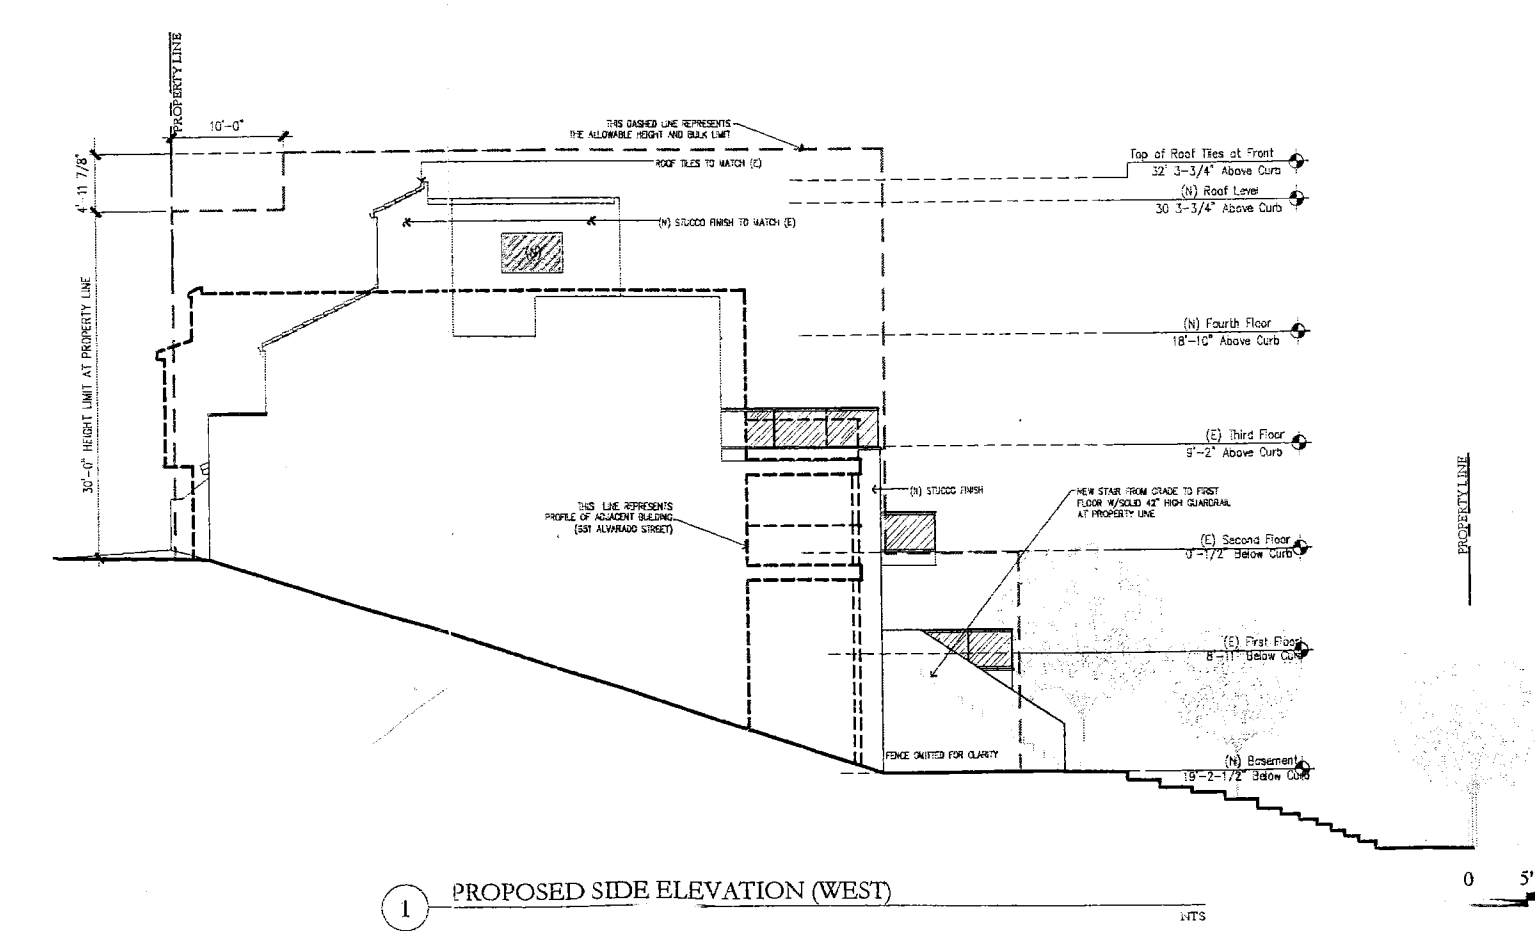 PROPERTY LINE
10'-0"
4'-11 7/8"
30'-0" HEIGHT LIMIT AT PROPERTY LINE
THIS DASHED LINE REPRESENTS
THE ALLOWABLE HEIGHT AND BULK LIMIT
ROOF TILES TO MATCH (E)
(N) STUCCO FINISH TO MATCH (E)
(N)
Top of Roof Tiles at Front
32' 3-3/4" Above Curb
(N) Roof Level
30 3-3/4" Above Curb
(N) Fourth Floor
18'-10" Above Curb
(E) Third Floor
9'-2" Above Curb
(N) STUCCO FINISH
NEW STAIR FROM GRADE TO FIRST
FLOOR W/SOLID 42" HIGH GUARDRAIL
AT PROPERTY LINE
THIS LINE REPRESENTS
PROFILE OF ADJACENT BUILDING
(551 ALVARADO STREET)
PROPERTY LINE
(E) Second Floor
0'-1/2" Below Curb
(E) First Floor
8'-11" Below Curb
FENCE OMITTED FOR CLARITY
(N) Basement
19'-2-1/2" Below Curb
1
PROPOSED SIDE ELEVATION (WEST)
NTS
0 5'